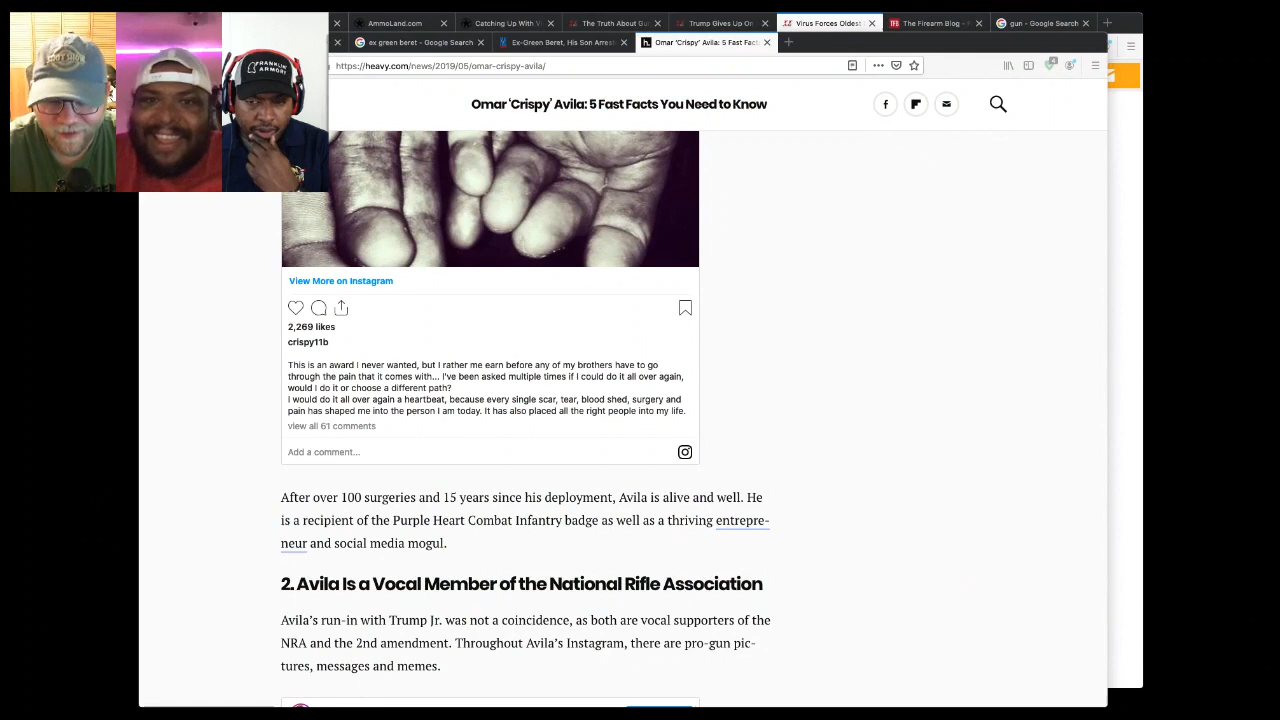 AmmoLand.com
Catching Up With Vi
The Truth About Gu
Trump Gives Up On
Virus Forces Oldest
The Firearm Blog -
gun - Google Search
ex green beret - Google Search
Ex-Green Beret, His Son Arrest
Omar 'Crispy' Avila: 5 Fast Fact
https://heavy.com/news/2019/05/omar-crispy-avila/
Omar 'Crispy' Avila: 5 Fast Facts You Need to Know
FRANKLIN
ARMORY
View More on Instagram
2,269 likes
crispy11b
This is an award I never wanted, but I rather me earn before any of my brothers have to go
through the pain that it comes with... I've been asked multiple times if I could do it all over again,
would I do it or choose a different path?
I would do it all over again a heartbeat, because every single scar, tear, blood shed, surgery and
pain has shaped me into the person I am today. It has also placed all the right people into my life.
view all 61 comments
Add a comment...
After over 100 surgeries and 15 years since his deployment, Avila is alive and well. He
is a recipient of the Purple Heart Combat Infantry badge as well as a thriving entrepre-
neur and social media mogul.
2. Avila Is a Vocal Member of the National Rifle Association
Avila's run-in with Trump Jr. was not a coincidence, as both are vocal supporters of the
NRA and the 2nd amendment. Throughout Avila's Instagram, there are pro-gun pic-
tures, messages and memes.